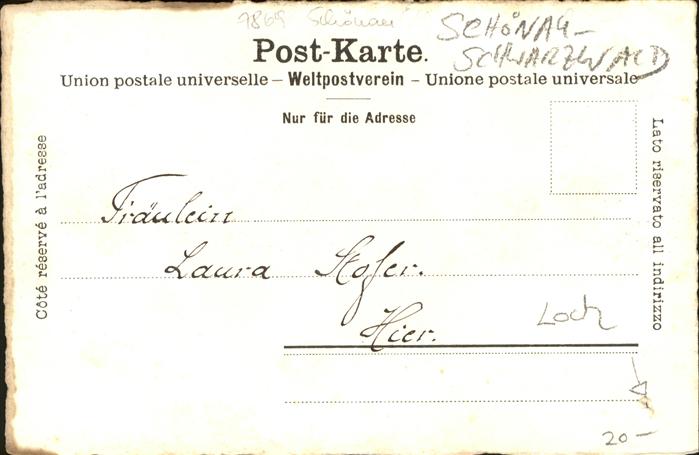 7869 Schönau
SCHÖNAU-
SCHWARZWALD
Post-Karte.
Union postale universelle – Weltpostverein – Unione postale universale
Nur für die Adresse
Côté réservé à l'adresse
Lato riservato all indirizzo
Fräulein
Laura Hofer.
Hier.
Loch
20 –